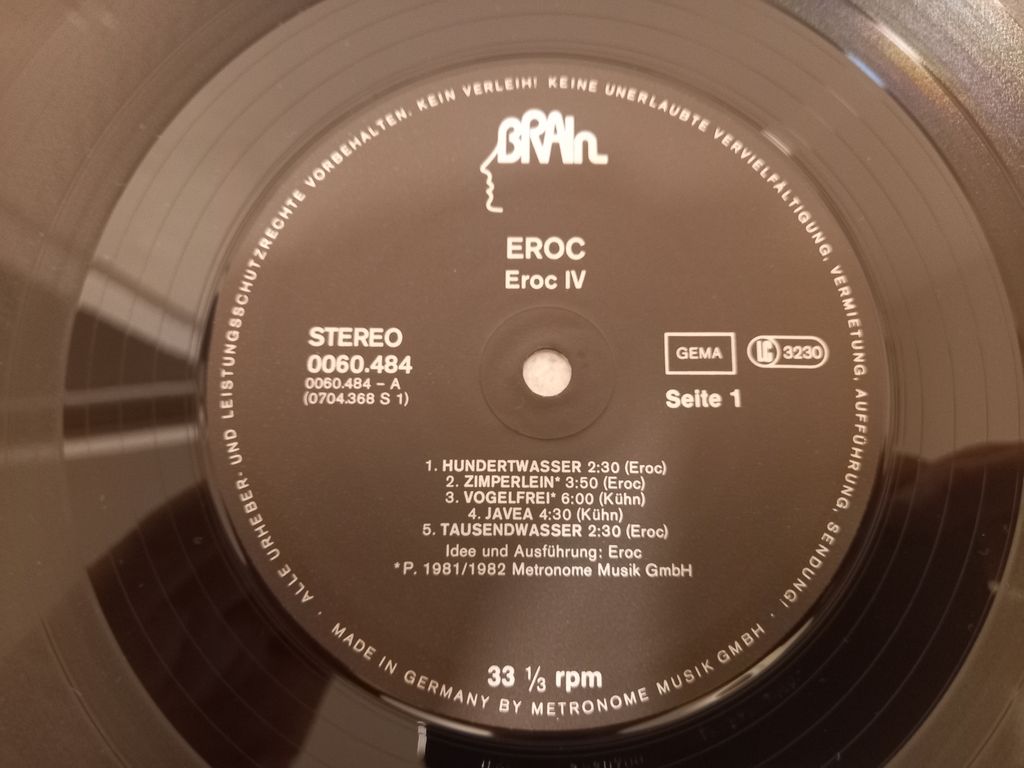 ALLE URHEBER- UND LEISTUNGSSCHUTZRECHTE VORBEHALTEN. KEIN VERLEIH! KEINE UNERLAUBTE VERVIELFÄLTIGUNG, VERMIETUNG, AUFFÜHRUNG, SENDUNG!
BRAIN
EROC
Eroc IV
STEREO
0060.484
0060.484 – A
(0704.368 S 1)
GEMA
LC 3230
Seite 1
1. HUNDERTWASSER 2:30 (Eroc)
2. ZIMPERLEIN* 3:50 (Eroc)
3. VOGELFREI* 6:00 (Kühn)
4. JAVEA 4:30 (Kühn)
5. TAUSENDWASSER 2:30 (Eroc)
Idee und Ausführung: Eroc
*P. 1981/1982 Metronome Musik GmbH
33 ⅓ rpm
· MADE IN GERMANY BY METRONOME MUSIK GMBH ·